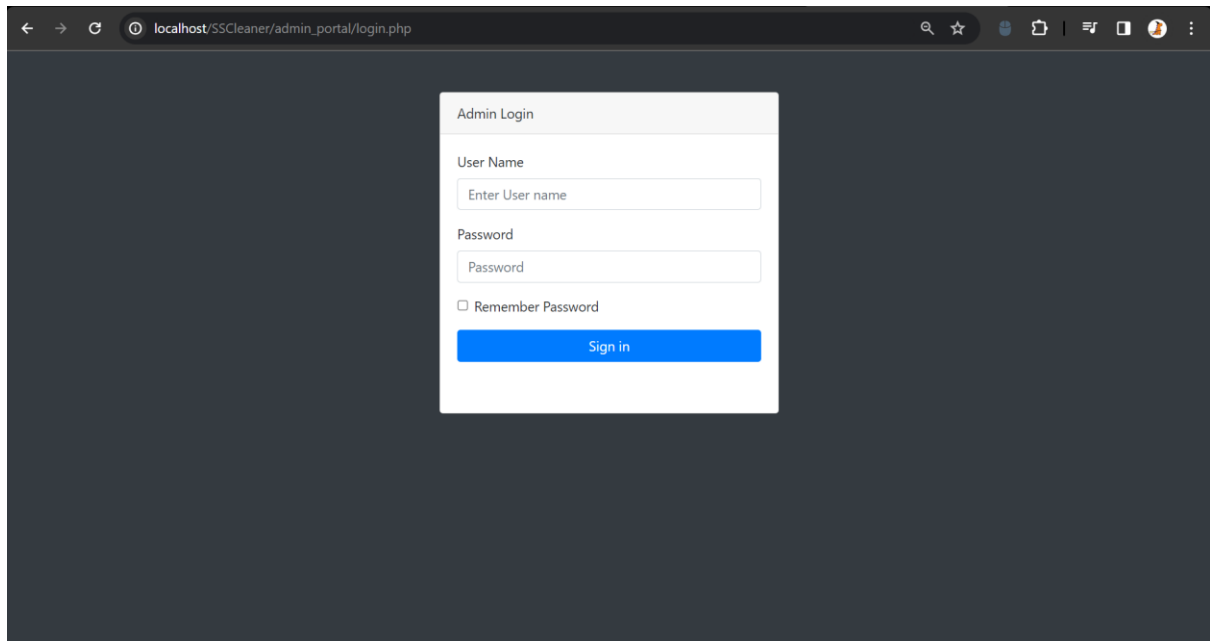 localhost/SSCleaner/admin_portal/login.php
Admin Login
User Name
Enter User name
Password
Password
Remember Password
Sign in